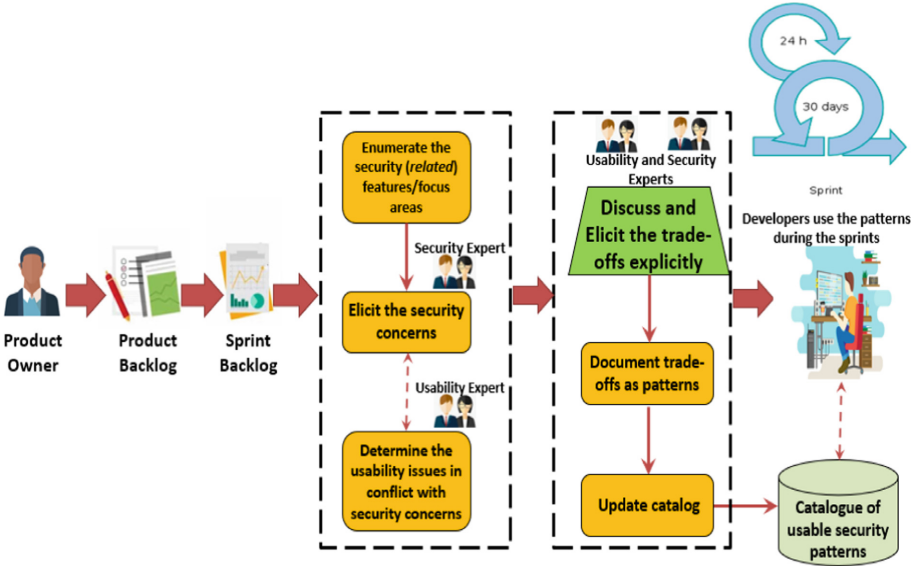 Product
Owner
Product
Backlog
Sprint
Backlog
Enumerate the
security (related)
features/focus
areas
Security Expert
Elicit the security
concerns
Usability Expert
Determine the
usability issues in
conflict with
security concerns
Usability and Security
Experts
Discuss and
Elicit the trade-
offs explicitly
Document trade-
offs as patterns
Update catalog
24 h
30 days
Sprint
Developers use the patterns
during the sprints
Catalogue of
usable security
patterns